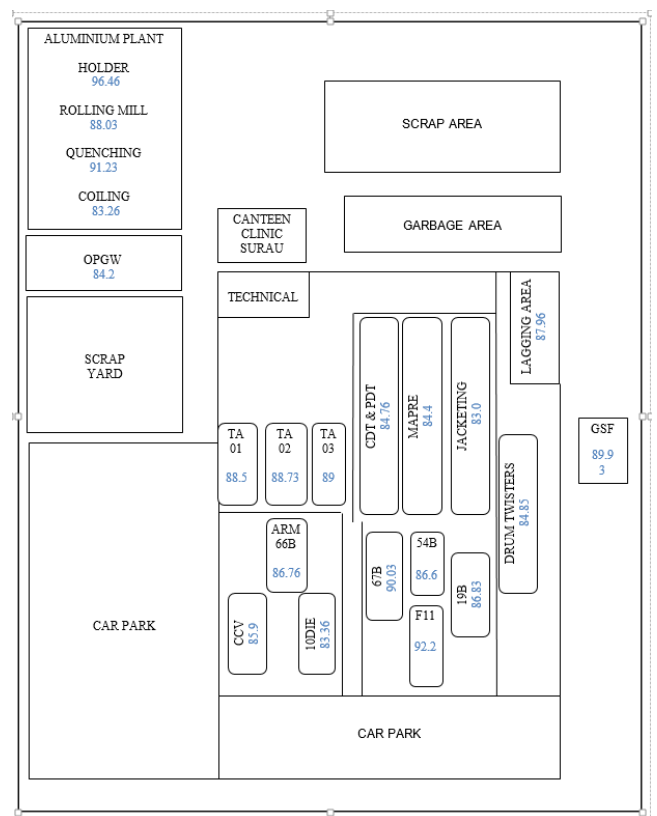 ALUMINIUM PLANT
HOLDER
96.46
ROLLING MILL
88.03
QUENCHING
91.23
COILING
83.26
SCRAP AREA
CANTEEN
CLINIC
SURAU
GARBAGE AREA
OPGW
84.2
TECHNICAL
LAGGING AREA
87.96
SCRAP
YARD
CDT & PDT
84.76
MAPRE
84.4
JACKETING
83.0
TA
01
88.5
TA
02
88.73
TA
03
89
GSF
89.9
3
DRUM TWISTERS
84.85
ARM
66B
86.76
67B
90.03
54B
86.6
19B
86.83
CCV
85.9
10DIE
83.36
F11
92.2
CAR PARK
CAR PARK